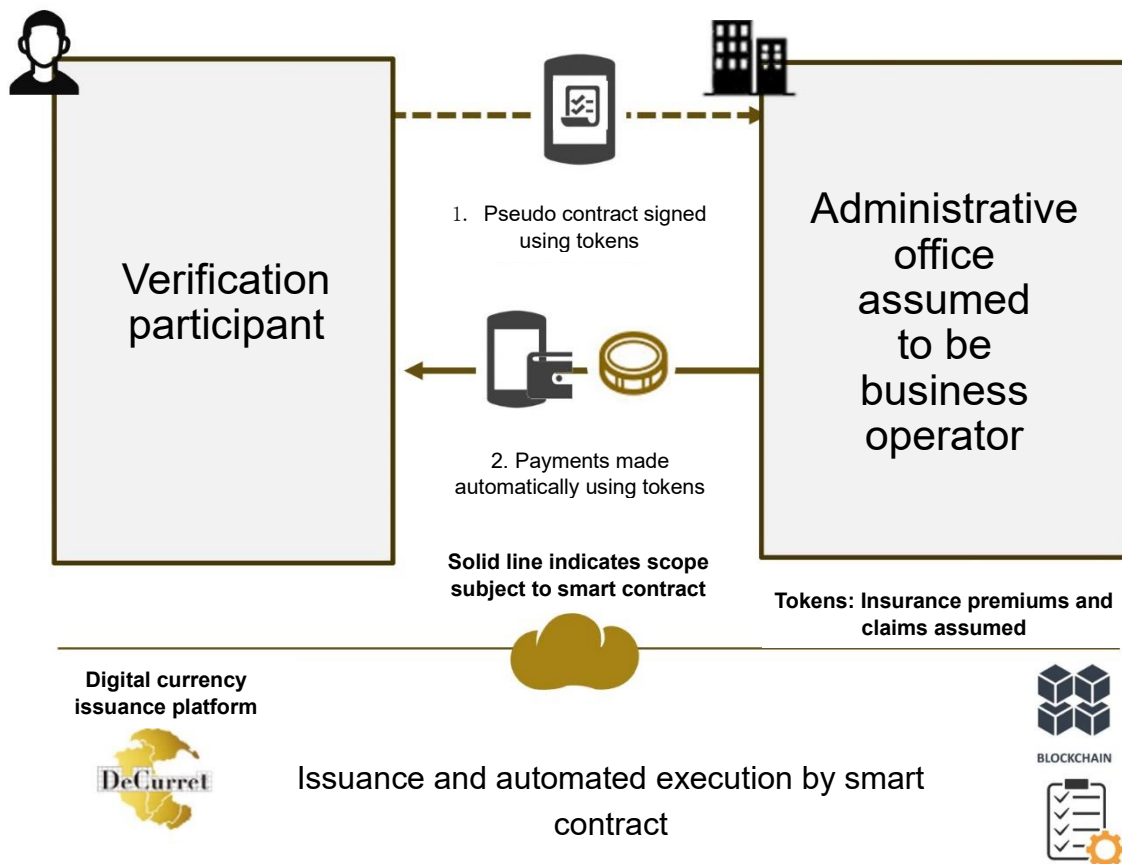 1. Pseudo contract signed
using tokens
Verification
participant
Administrative
office
assumed
to be
business
operator
2. Payments made
automatically using tokens
Solid line indicates scope
subject to smart contract
Tokens: Insurance premiums and
claims assumed
Digital currency
issuance platform
DeCurret
BLOCKCHAIN
Issuance and automated execution by smart
contract